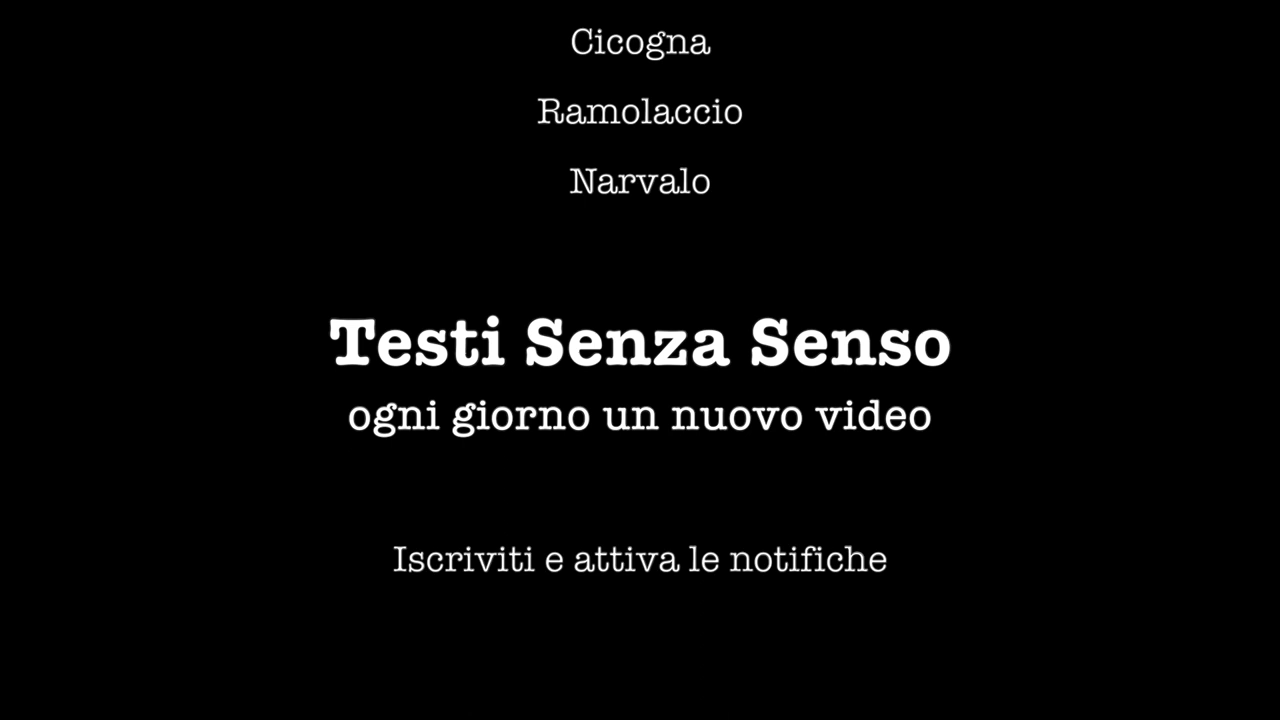 Cicogna
Ramolaccio
Narvalo
Testi Senza Senso
ogni giorno un nuovo video
Iscriviti e attiva le notifiche